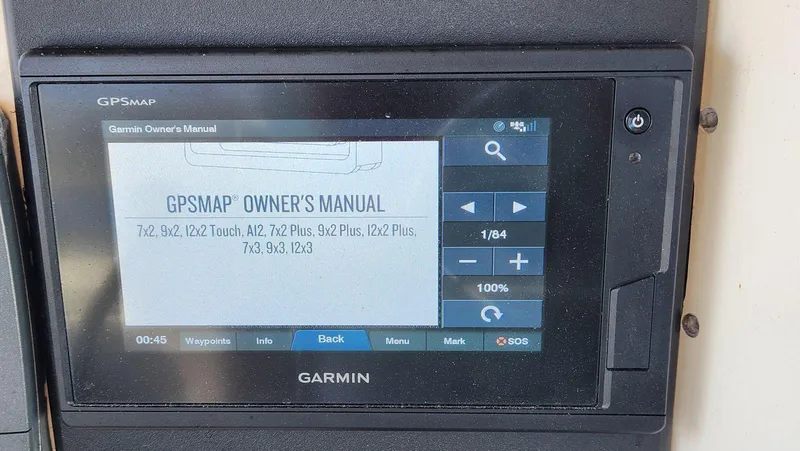 GPSMAP
Garmin Owner's Manual
GPSMAP® OWNER'S MANUAL
7x2, 9x2, 12x2 Touch, A12, 7x2 Plus, 9x2 Plus, 12x2 Plus,
7x3, 9x3, 12x3
1/84
100%
00:45 Waypoints Info Back Menu Mark SOS
GARMIN